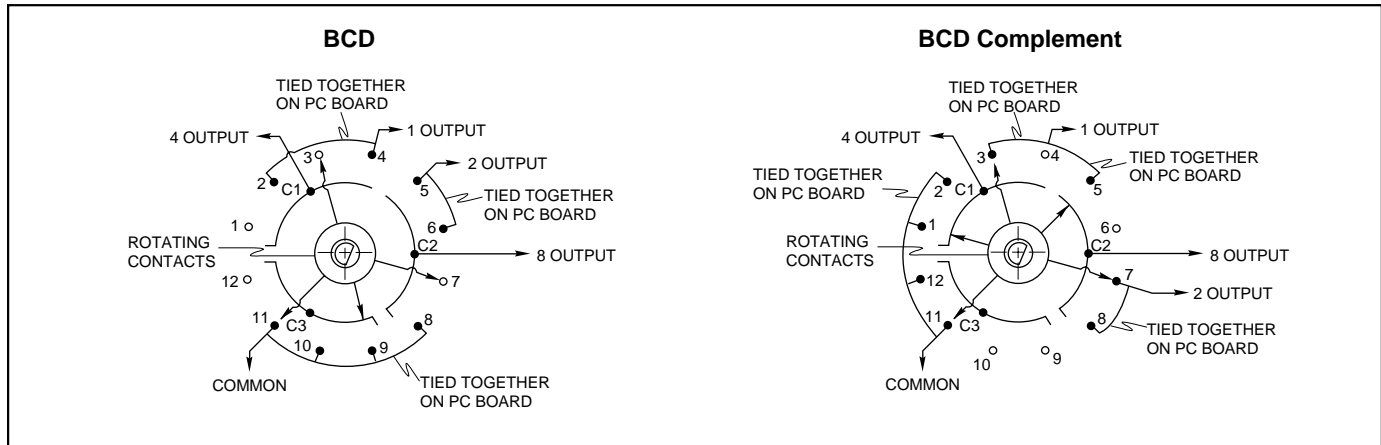 BCD
TIED TOGETHER
ON PC BOARD
4 OUTPUT
1 OUTPUT
3
4
2 OUTPUT
2
C1
5
TIED TOGETHER
ON PC BOARD
1
6
C2
ROTATING
CONTACTS
8 OUTPUT
12
7
11
C3
8
10
9
COMMON
TIED TOGETHER
ON PC BOARD
BCD Complement
TIED TOGETHER
ON PC BOARD
4 OUTPUT
1 OUTPUT
3
4
TIED TOGETHER
ON PC BOARD
TIED TOGETHER
ON PC BOARD
2
C1
5
1
6
C2
ROTATING
CONTACTS
8 OUTPUT
12
7
2 OUTPUT
11
C3
8
TIED TOGETHER
ON PC BOARD
10
9
COMMON